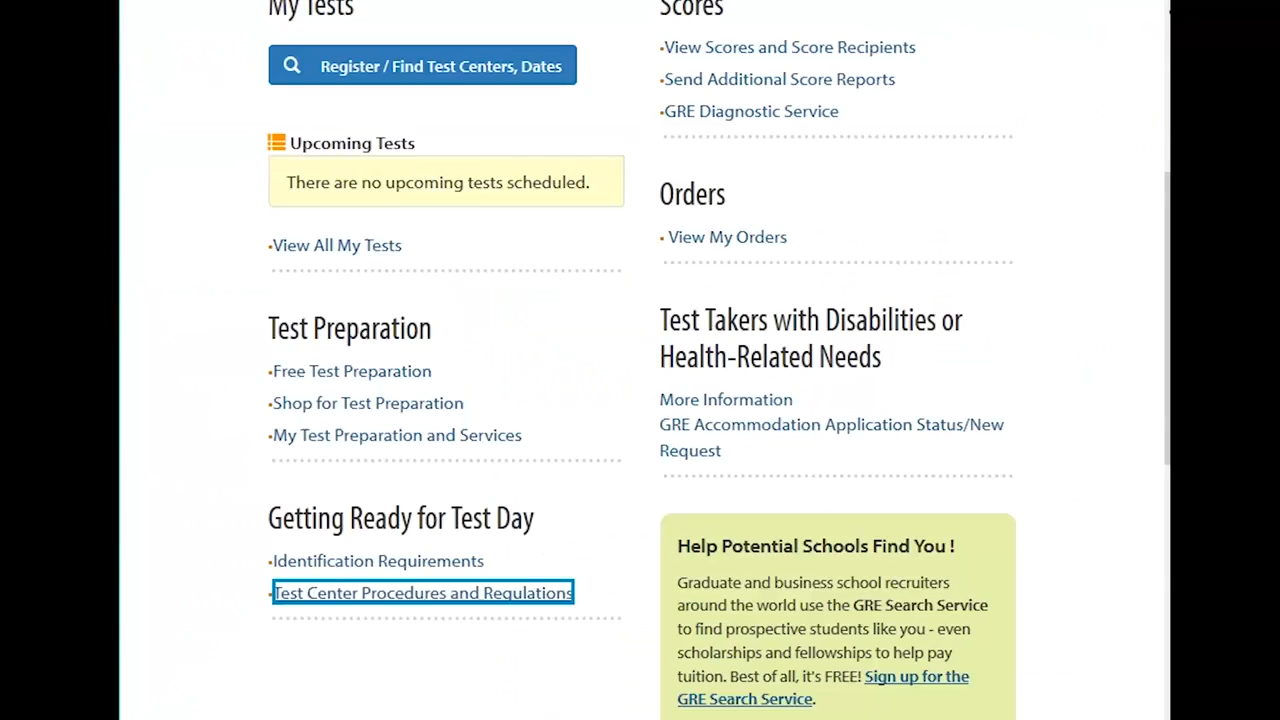 My Tests
Register / Find Test Centers, Dates
Upcoming Tests
There are no upcoming tests scheduled.
•View All My Tests
Test Preparation
•Free Test Preparation
•Shop for Test Preparation
•My Test Preparation and Services
Getting Ready for Test Day
•Identification Requirements
•Test Center Procedures and Regulations
Scores
•View Scores and Score Recipients
•Send Additional Score Reports
•GRE Diagnostic Service
Orders
• View My Orders
Test Takers with Disabilities or
Health-Related Needs
More Information
GRE Accommodation Application Status/New
Request
Help Potential Schools Find You !
Graduate and business school recruiters
around the world use the GRE Search Service
to find prospective students like you - even
scholarships and fellowships to help pay
tuition. Best of all, it's FREE! Sign up for the
GRE Search Service.